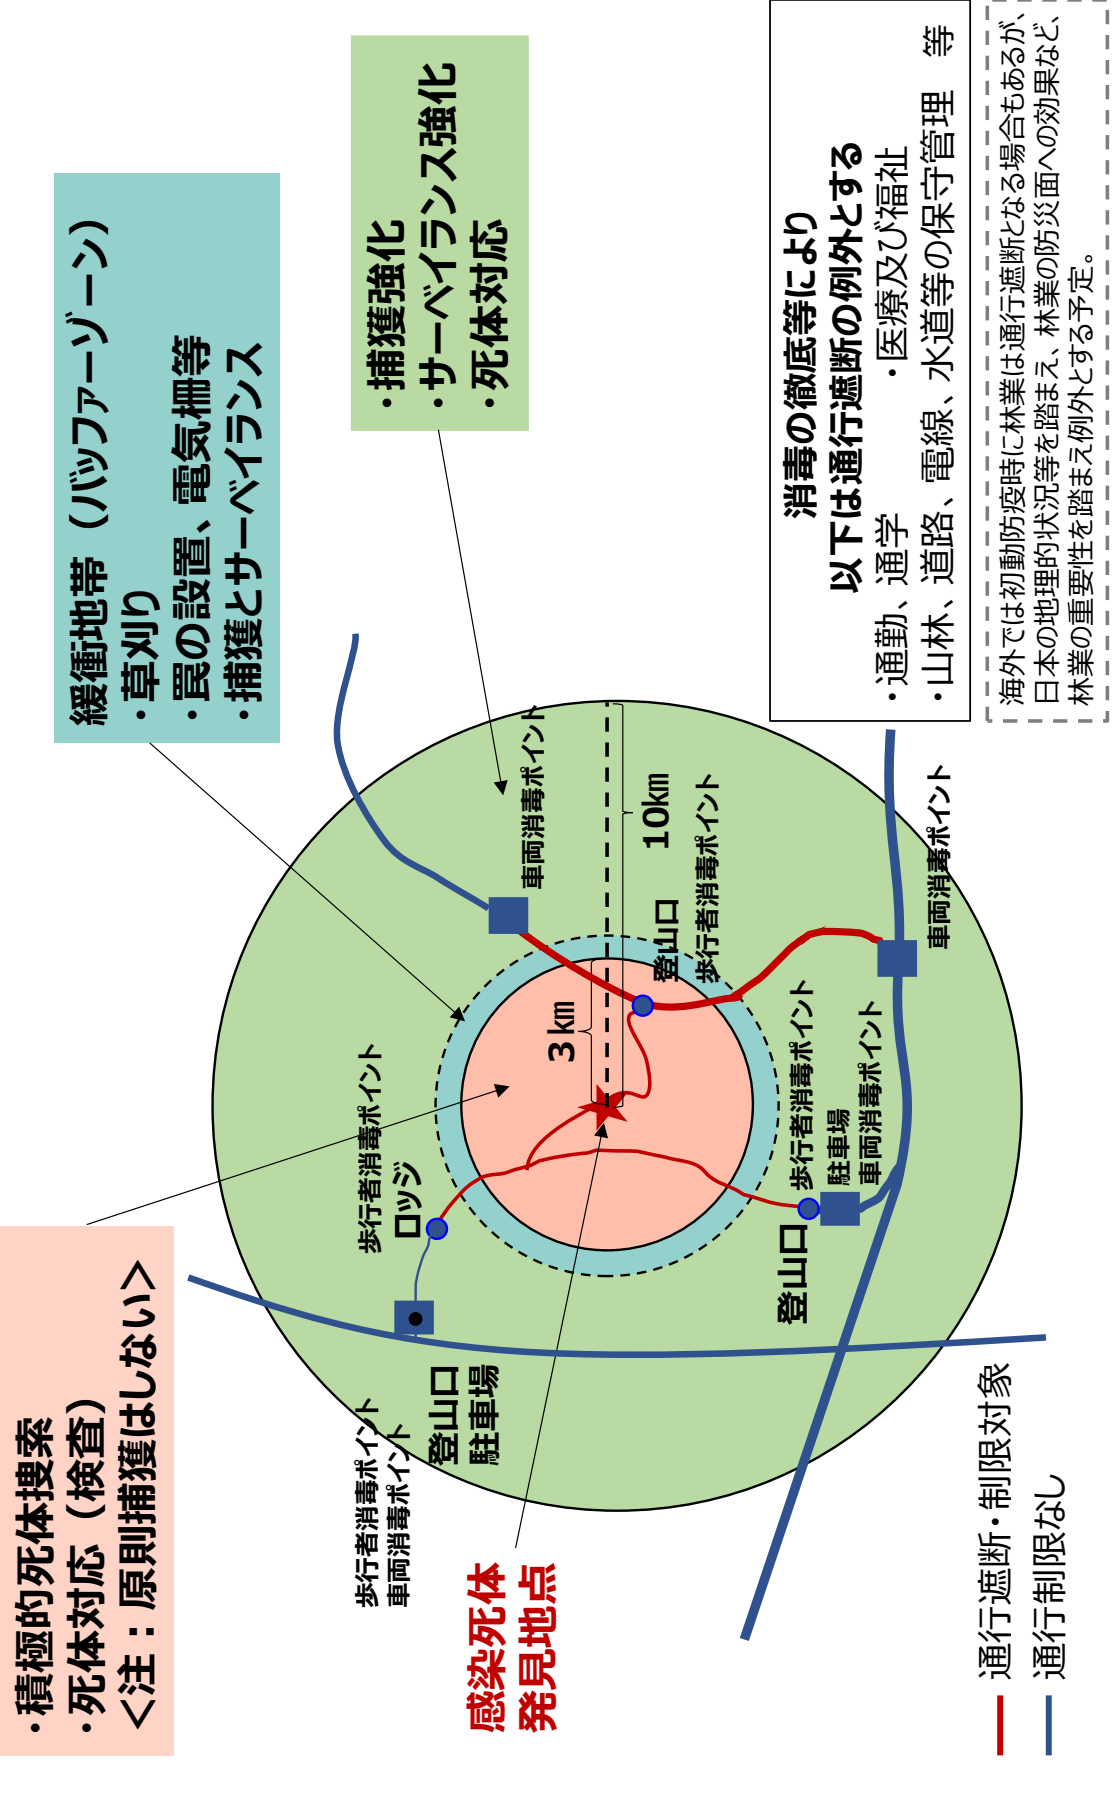 ・積極的死体捜索
・死体対応（検査）
＜注：原則捕獲はしない＞
緩衝地帯（バッファーゾーン）
・草刈り
・罠の設置、電気柵等
・捕獲とサーベイランス
・捕獲強化
・サーベイランス強化
・死体対応
歩行者消毒ポイント
車両消毒ポイント
登山口
駐車場
歩行者消毒ポイント
ロッジ
車両消毒ポイント
3㎞
10㎞
登山口
歩行者消毒ポイント
感染死体
発見地点
登山口
歩行者消毒ポイント
駐車場
車両消毒ポイント
車両消毒ポイント
消毒の徹底等により
以下は通行遮断の例外とする
・通勤、通学　・医療及び福祉
・山林、道路、電線、水道等の保守管理　等
海外では初動防疫時に林業は通行遮断となる場合もあるが、
日本の地理的状況等を踏まえ、林業の防災面への効果など、
林業の重要性を踏まえ例外とする予定。
通行遮断・制限対象
通行制限なし